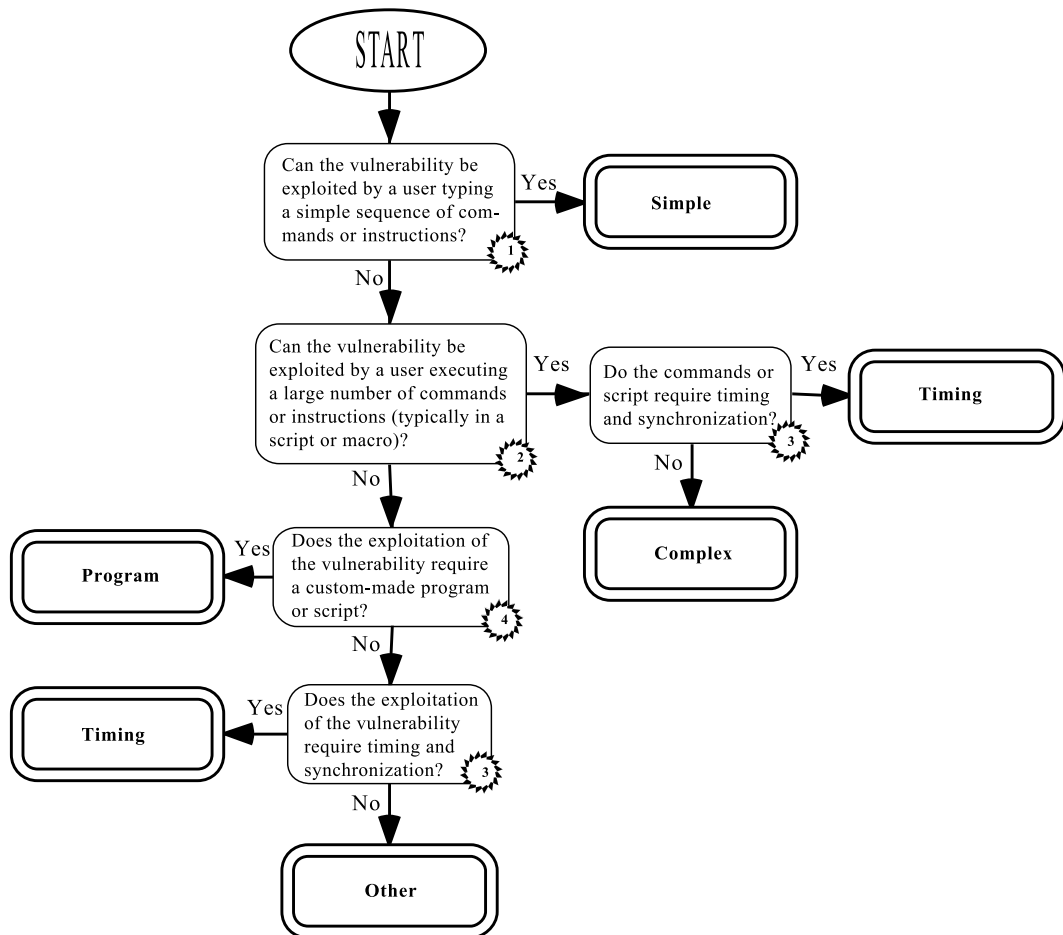 START
Can the vulnerability be
exploited by a user typing
a simple sequence of com-
mands or instructions?
1
Yes
Simple
No
Can the vulnerability be
exploited by a user executing
a large number of commands
or instructions (typically in a
script or macro)?
2
Yes
Do the commands or
script require timing
and synchronization?
3
Yes
Timing
No
Complex
No
Does the exploitation of
the vulnerability require
a custom-made program
or script?
4
Yes
Program
No
Does the exploitation
of the vulnerability
require timing and
synchronization?
3
Yes
Timing
No
Other